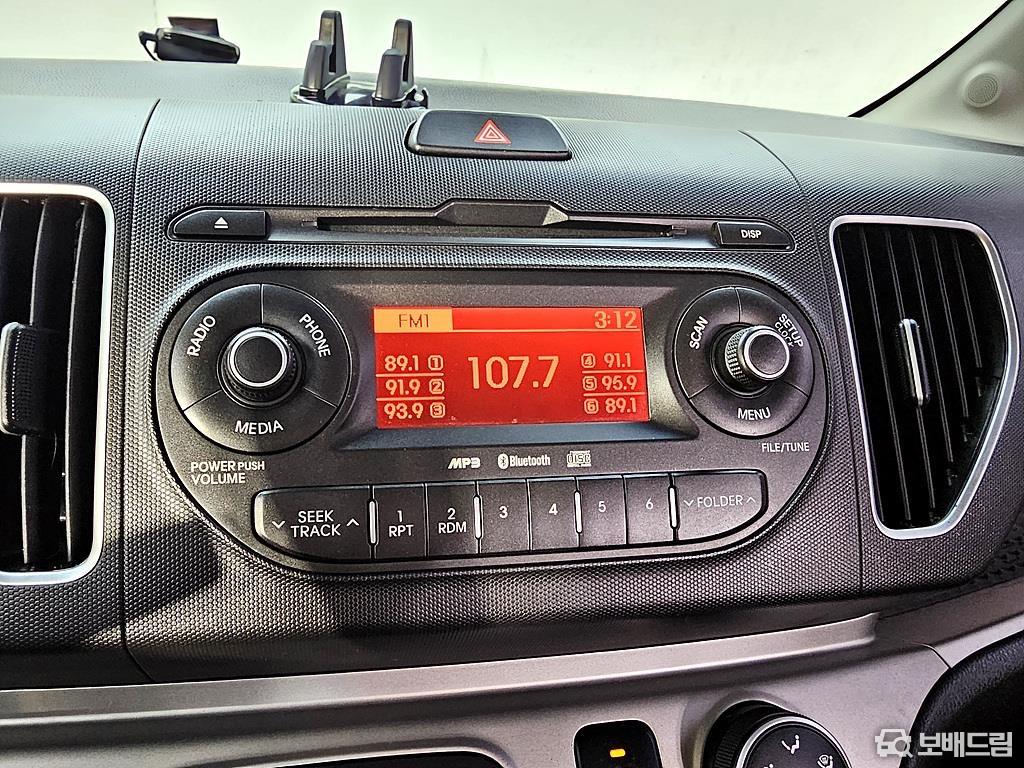 DISP
RADIO
PHONE
MEDIA
POWER PUSH
VOLUME
FM1 3:12
89.1 1
91.9 2
93.9 3
107.7
4 91.1
5 95.9
6 89.1
SCAN
SETUP
CLOCK
MENU
FILE/TUNE
MP3 Bluetooth DISC
SEEK
TRACK
1
RPT
2
RDM
3
4
5
6
FOLDER
보배드림